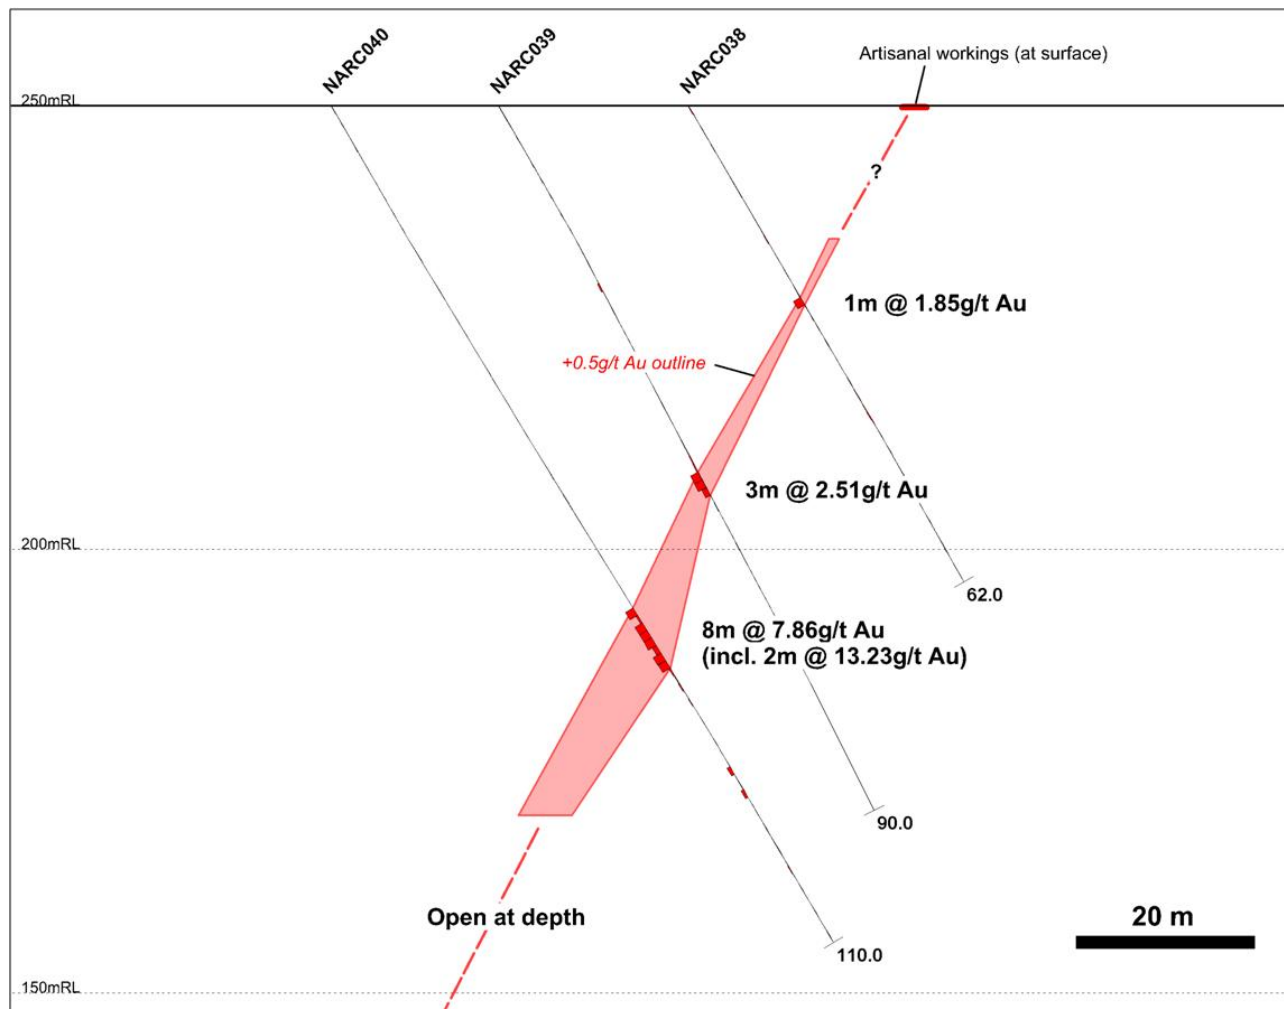 NARC040
NARC039
NARC038
Artisanal workings (at surface)
250mRL
?
1m @ 1.85g/t Au
+0.5g/t Au outline
3m @ 2.51g/t Au
200mRL
62.0
8m @ 7.86g/t Au
(incl. 2m @ 13.23g/t Au)
90.0
Open at depth
20 m
110.0
150mRL